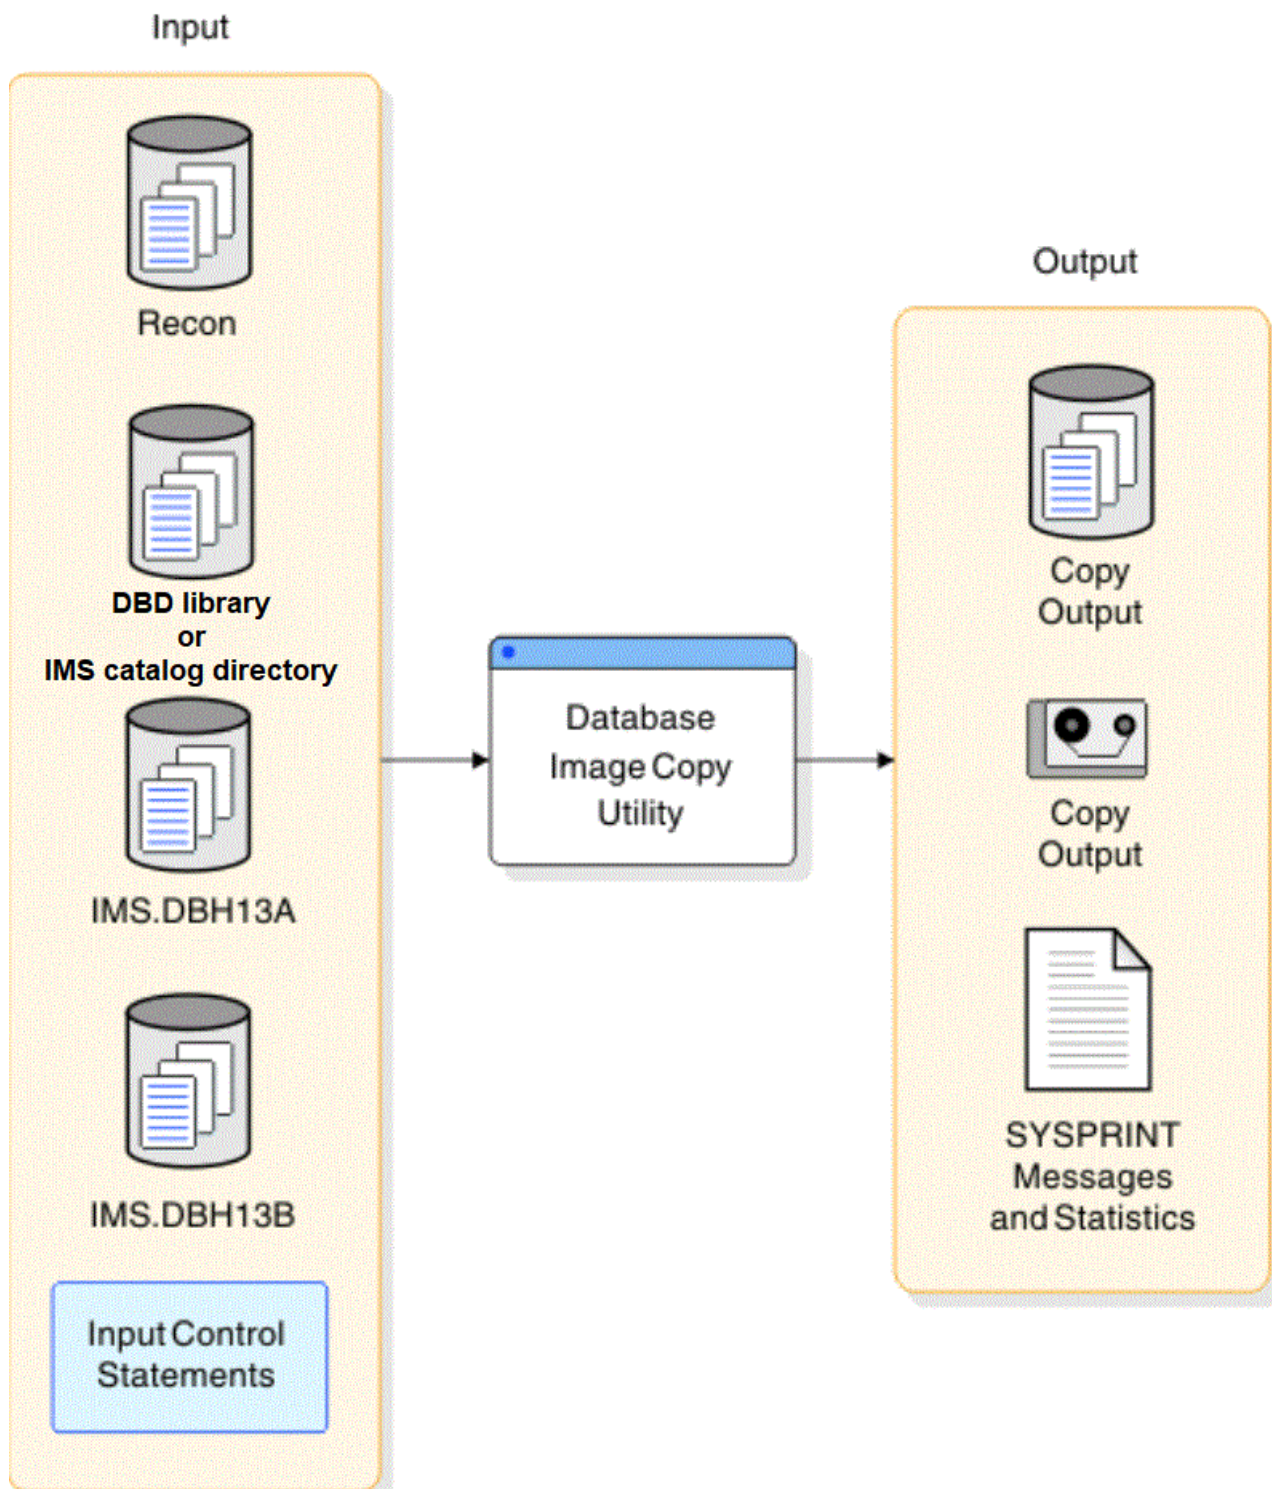 Input
Recon
DBD library
or
IMS catalog directory
IMS.DBH13A
IMS.DBH13B
Input Control
Statements
Database
Image Copy
Utility
Output
Copy
Output
Copy
Output
SYSPRINT
Messages
and Statistics